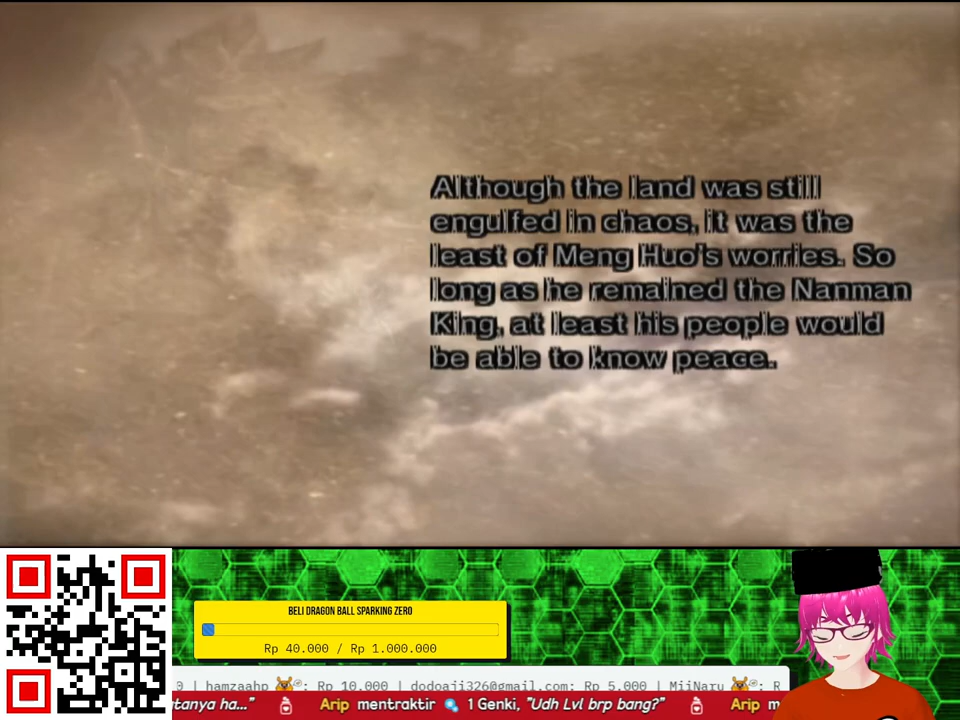 Although the land was still
engulfed in chaos, it was the
least of Meng Huo's worries. So
long as he remained the Nanman
King, at least his people would
be able to know peace.
BELI DRAGON BALL SPARKING ZERO
Rp 40.000 / Rp 1.000.000
0 | hamzaahp : Rp 10.000 | dodoaji326@gmail.com: Rp 5.000 | MiiNaru : R
tanya ha..." Arip mentraktir 1 Genki, "Udh Lvl brp bang?" Arip m